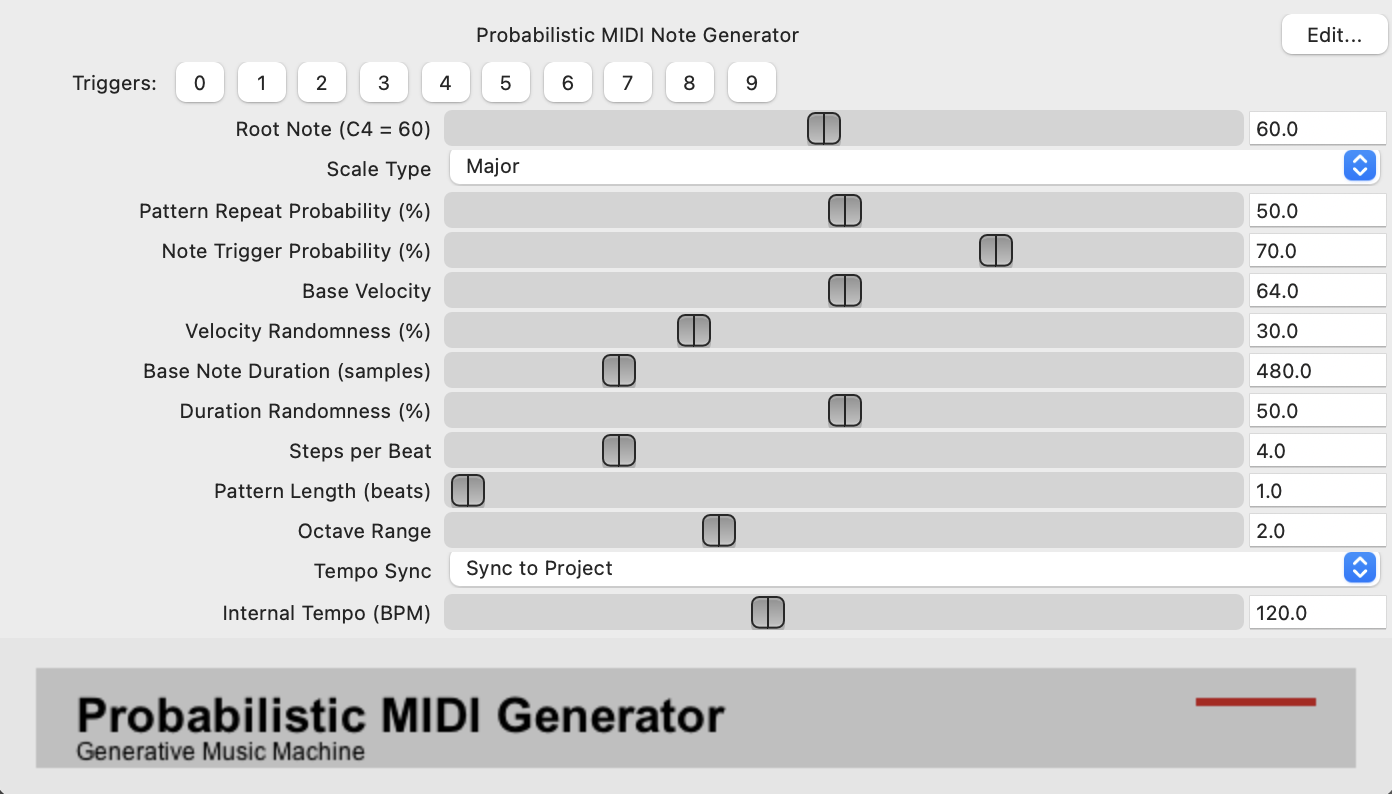 Probabilistic MIDI Note Generator
Edit...
Triggers: 0 1 2 3 4 5 6 7 8 9
Root Note (C4 = 60) 60.0
Scale Type Major
Pattern Repeat Probability (%) 50.0
Note Trigger Probability (%) 70.0
Base Velocity 64.0
Velocity Randomness (%) 30.0
Base Note Duration (samples) 480.0
Duration Randomness (%) 50.0
Steps per Beat 4.0
Pattern Length (beats) 1.0
Octave Range 2.0
Tempo Sync Sync to Project
Internal Tempo (BPM) 120.0
Probabilistic MIDI Generator
Generative Music Machine